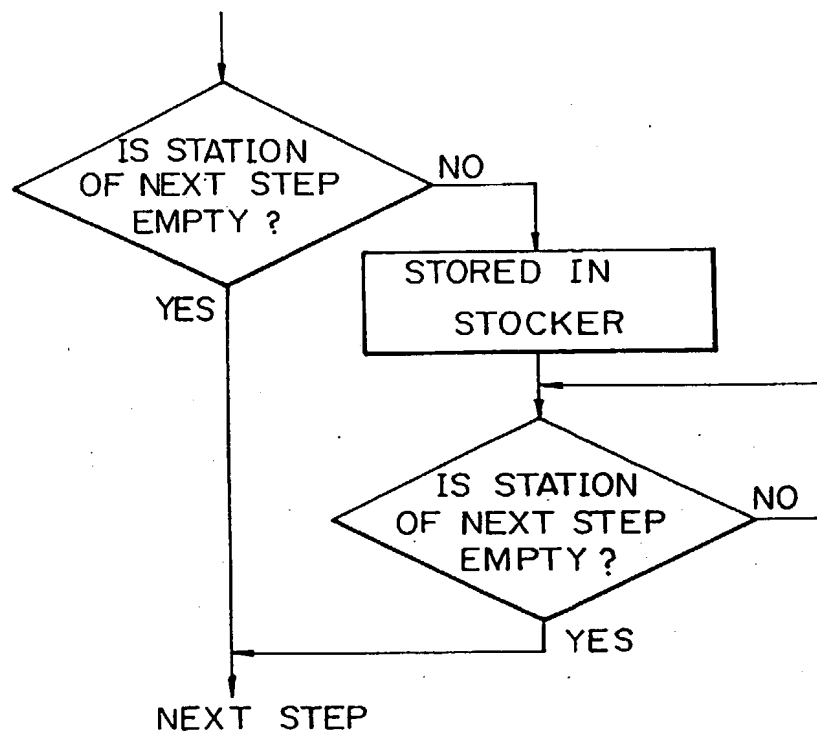 IS STATION
OF NEXT STEP
EMPTY ?
NO
YES
STORED IN
STOCKER
IS STATION
OF NEXT STEP
EMPTY ?
NO
YES
NEXT STEP